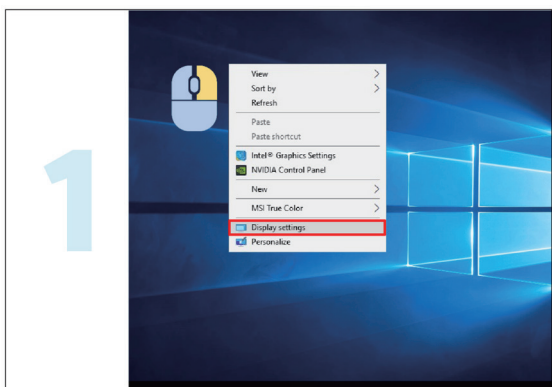 1
View
Sort by
Refresh
Paste
Paste shortcut
Intel® Graphics Settings
NVIDIA Control Panel
New
MSI True Color
Display settings
Personalize